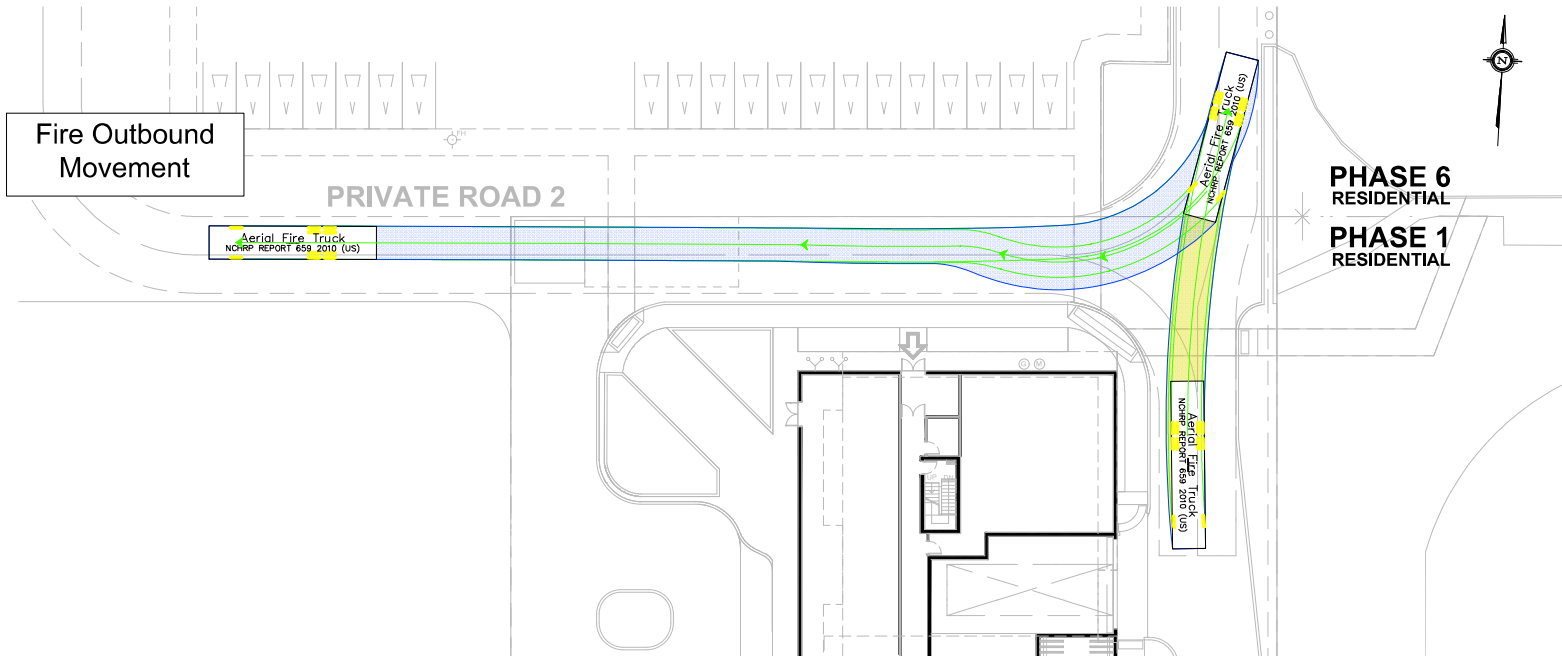 Fire Outbound
Movement
FH
PRIVATE ROAD 2
Aerial Fire Truck
NCHRP REPORT 659 2010 (US)
Aerial Fire Truck
NCHRP REPORT 659 2010 (US)
N
PHASE 6
RESIDENTIAL
PHASE 1
RESIDENTIAL
G M
Aerial Fire Truck
NCHRP REPORT 659 2010 (US)